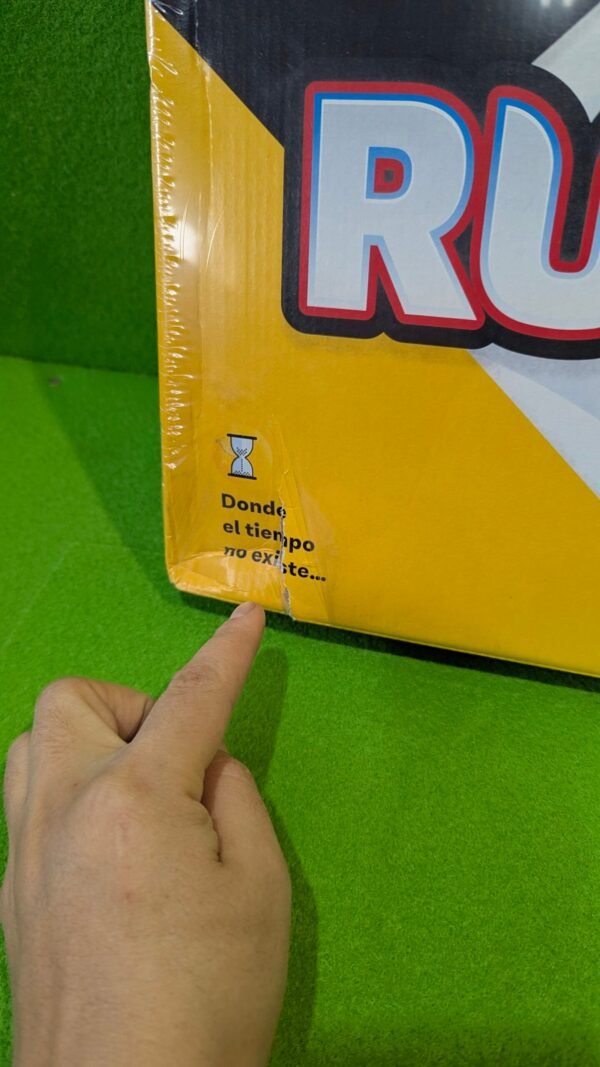 RU
Donde
el tiempo
no existe...